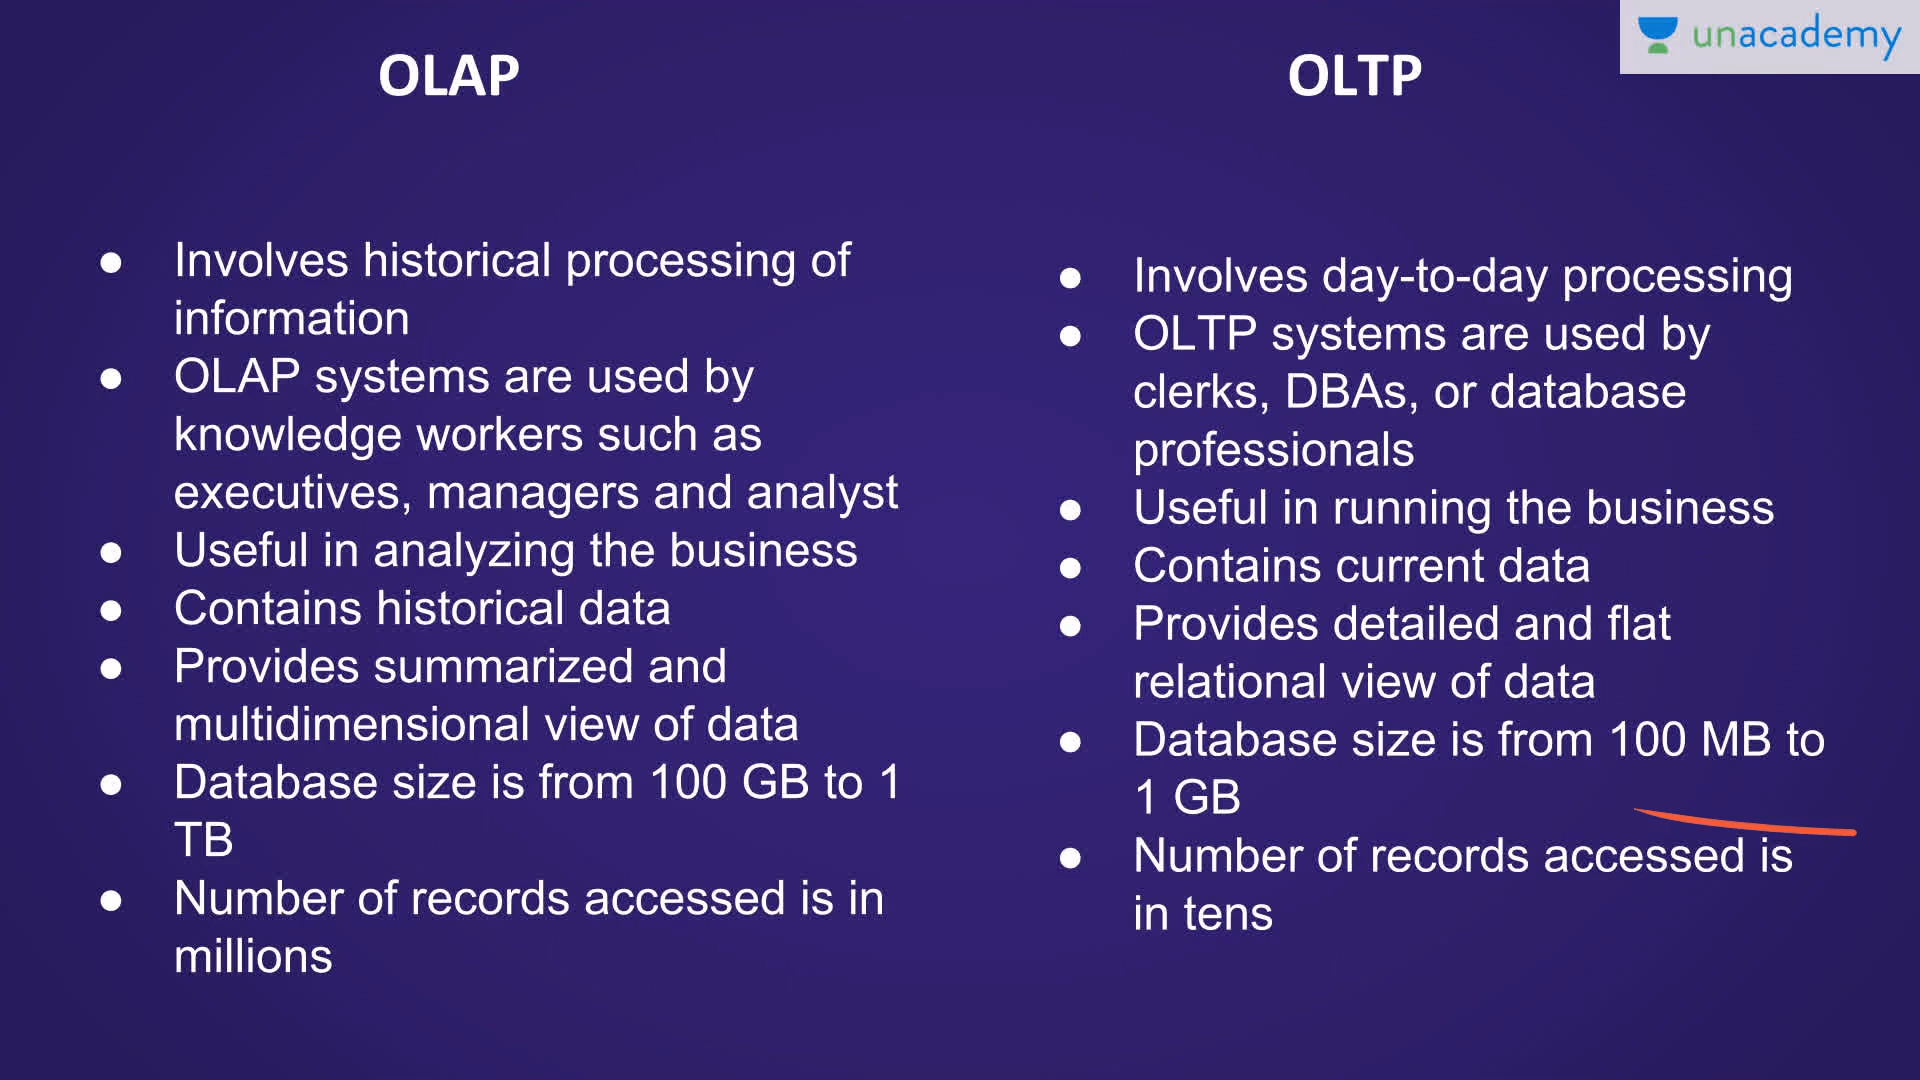 unacademy
OLAP
● Involves historical processing of
information
● OLAP systems are used by
knowledge workers such as
executives, managers and analyst
● Useful in analyzing the business
● Contains historical data
● Provides summarized and
multidimensional view of data
● Database size is from 100 GB to 1
TB
● Number of records accessed is in
millions
OLTP
● Involves day-to-day processing
● OLTP systems are used by
clerks, DBAs, or database
professionals
● Useful in running the business
● Contains current data
● Provides detailed and flat
relational view of data
● Database size is from 100 MB to
1 GB
● Number of records accessed is
in tens